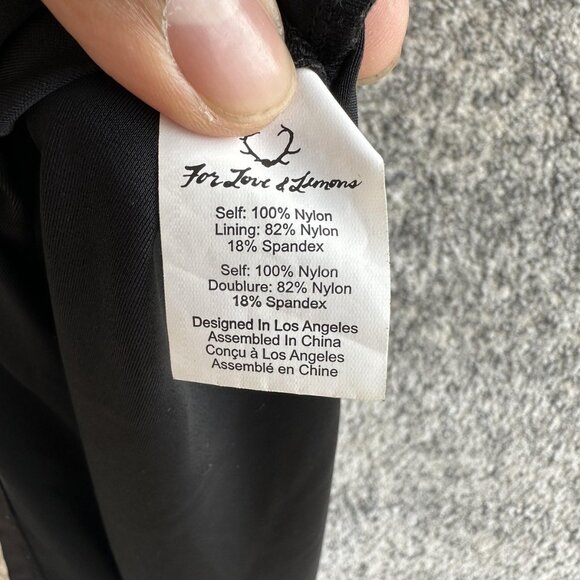 For Love & Lemons
Self: 100% Nylon
Lining: 82% Nylon
18% Spandex
Self: 100% Nylon
Doublure: 82% Nylon
18% Spandex
Designed In Los Angeles
Assembled In China
Conçu à Los Angeles
Assemblé en Chine